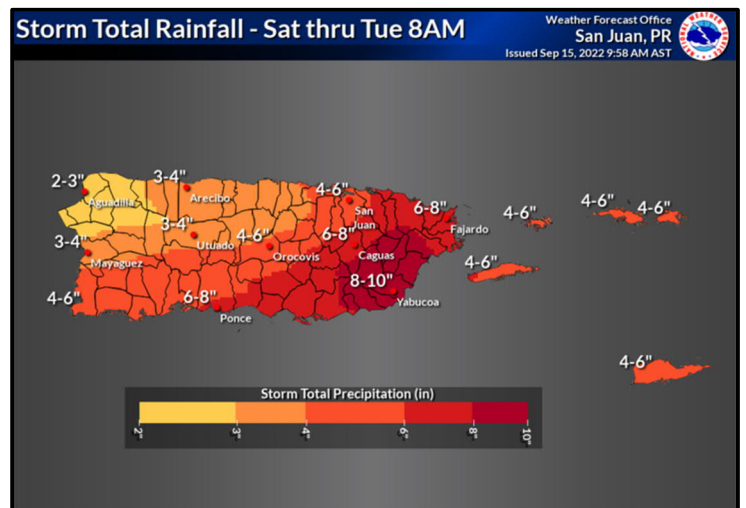 Storm Total Rainfall - Sat thru Tue 8AM
Weather Forecast Office
San Juan, PR
Issued Sep 15, 2022 9:58 AM AST
2-3"
Aguadilla
3-4"
Arecibo
4-6"
San
Juan
6-8"
Fajardo
4-6"
4-6"
4-6"
3-4"
Utuado
4-6"
Orocovis
6-8"
Caguas
3-4"
Mayaguez
4-6"
8-10"
Yabucoa
4-6"
6-8"
Ponce
4-6"
Storm Total Precipitation (in)
2" 3" 4" 6" 8" 10"